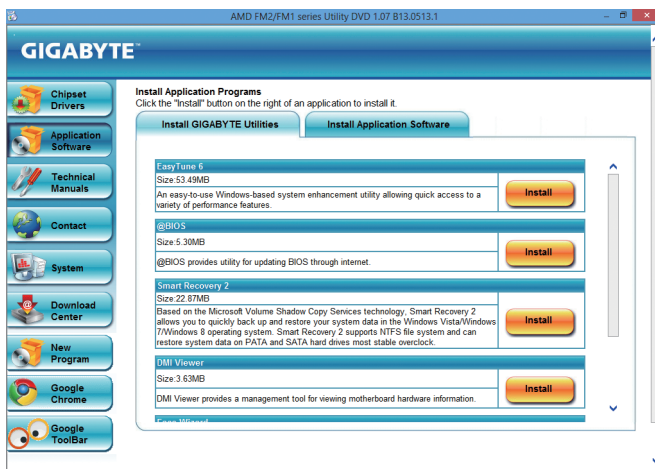 AMD FM2/FM1 series Utility DVD 1.07 B13.0513.1
GIGABYTE™
Chipset
Drivers
Application
Software
Technical
Manuals
Contact
System
Download
Center
New
Program
Google
Chrome
Google
ToolBar
Install Application Programs
Click the "Install" button on the right of an application to install it.
Install GIGABYTE Utilities
Install Application Software
EasyTune 6
Size:53.49MB
An easy-to-use Windows-based system enhancement utility allowing quick access to a
variety of performance features.
Install
@BIOS
Size:5.30MB
@BIOS provides utility for updating BIOS through internet.
Install
Smart Recovery 2
Size:22.87MB
Based on the Microsoft Volume Shadow Copy Services technology, Smart Recovery 2
allows you to quickly back up and restore your system data in the Windows Vista/Windows
7/Windows 8 operating system. Smart Recovery 2 supports NTFS file system and can
restore system data on PATA and SATA hard drives most stable overclock.
Install
DMI Viewer
Size:3.63MB
DMI Viewer provides a management tool for viewing motherboard hardware information.
Install
Face Wizard